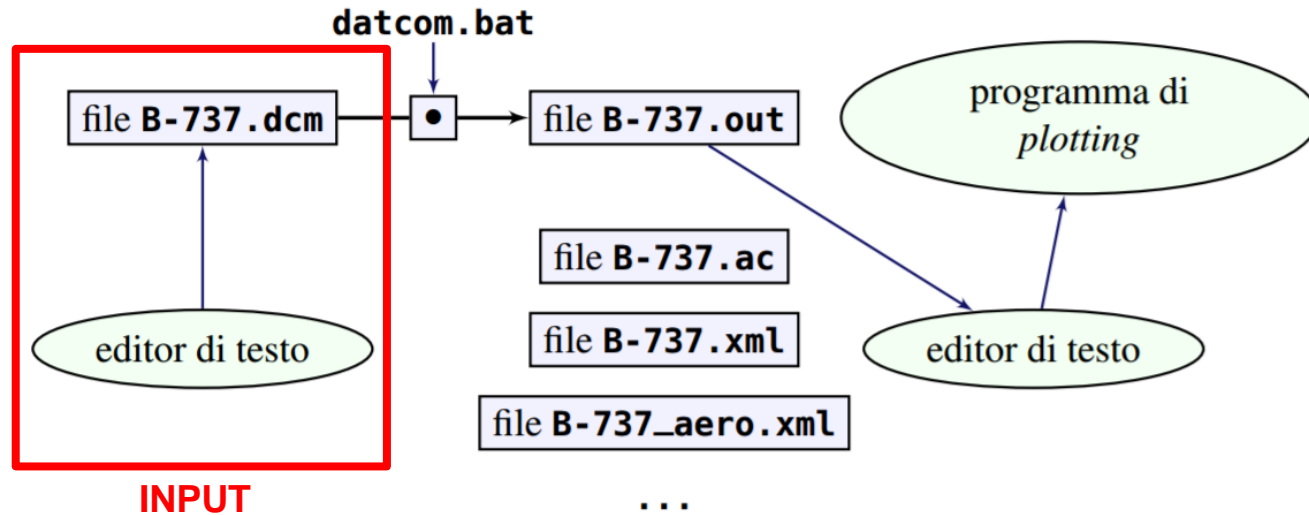 datcom.bat
file B-737.dcm
file B-737.out
programma di
plotting
file B-737.ac
editor di testo
file B-737.xml
editor di testo
file B-737_aero.xml
INPUT
...